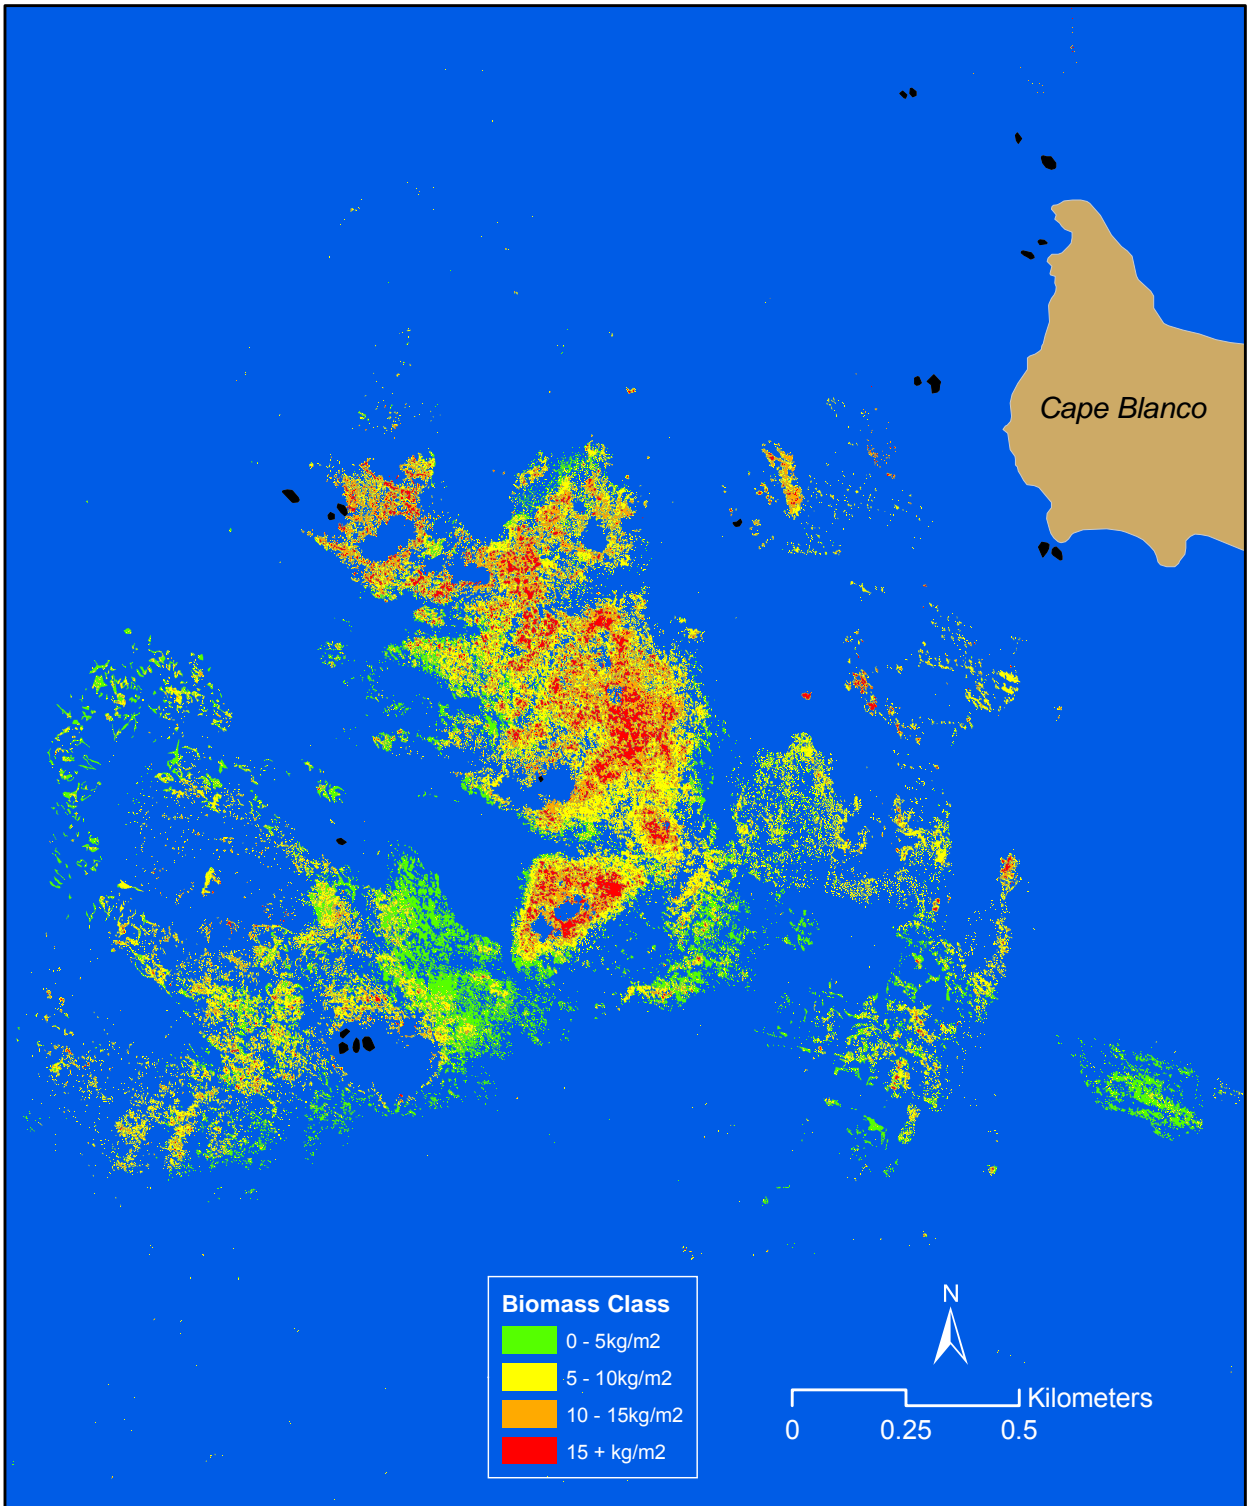 Cape Blanco
Biomass Class
0 - 5kg/m2
5 - 10kg/m2
10 - 15kg/m2
15 + kg/m2
N
Kilometers
0 0.25 0.5